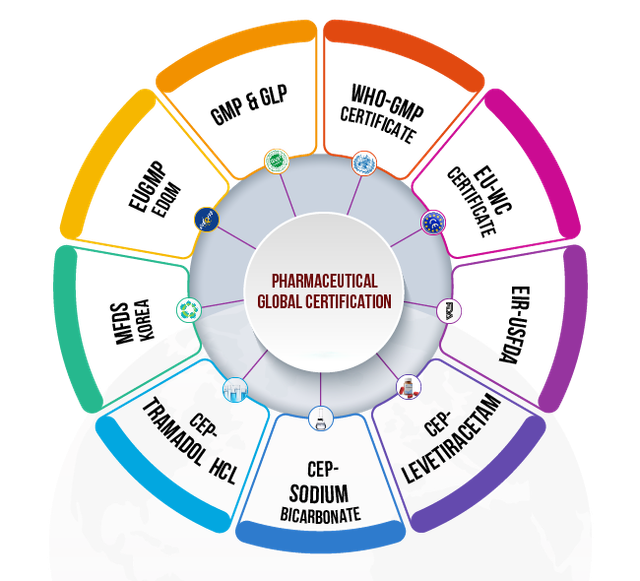 GMP & GLP
WHO-GMP
CERTIFICATE
EU-WC
CERTIFICATE
EIR-USFDA
CEP-
LEVETIRACETAM
CEP-
SODIUM
BICARBONATE
CEP-
TRAMADOL HCL
MFDS
KOREA
EUGMP
EDQM
PHARMACEUTICAL
GLOBAL CERTIFICATION
FDA